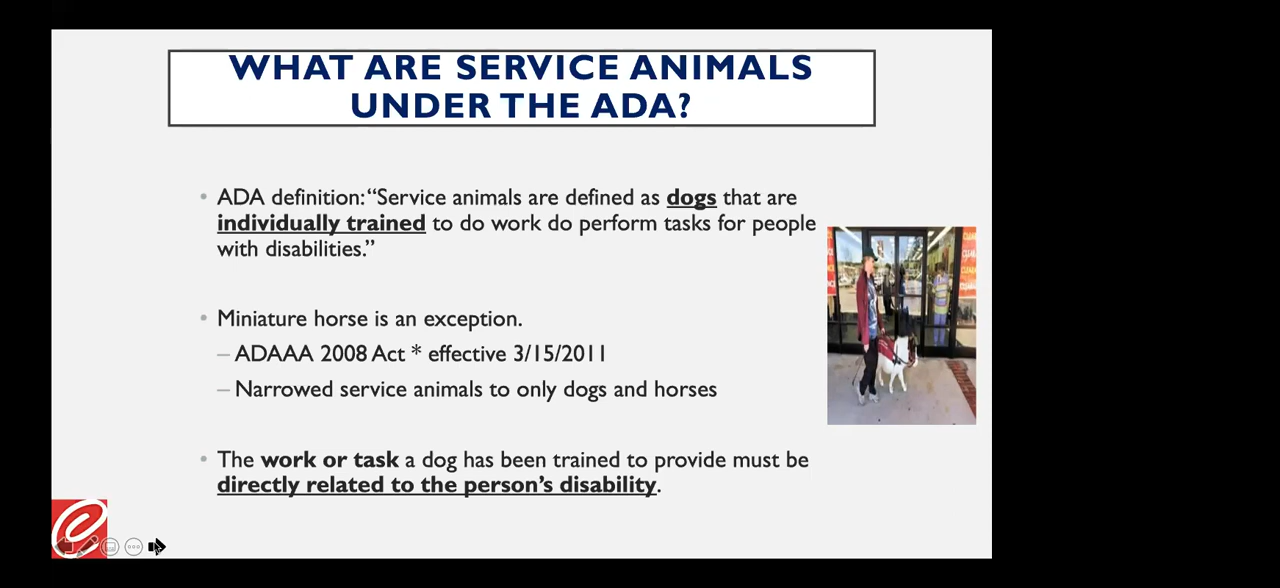 WHAT ARE SERVICE ANIMALS
UNDER THE ADA?
• ADA definition: “Service animals are defined as dogs that are
individually trained to do work do perform tasks for people
with disabilities.”
• Miniature horse is an exception.
– ADAAA 2008 Act * effective 3/15/2011
– Narrowed service animals to only dogs and horses
• The work or task a dog has been trained to provide must be
directly related to the person’s disability.